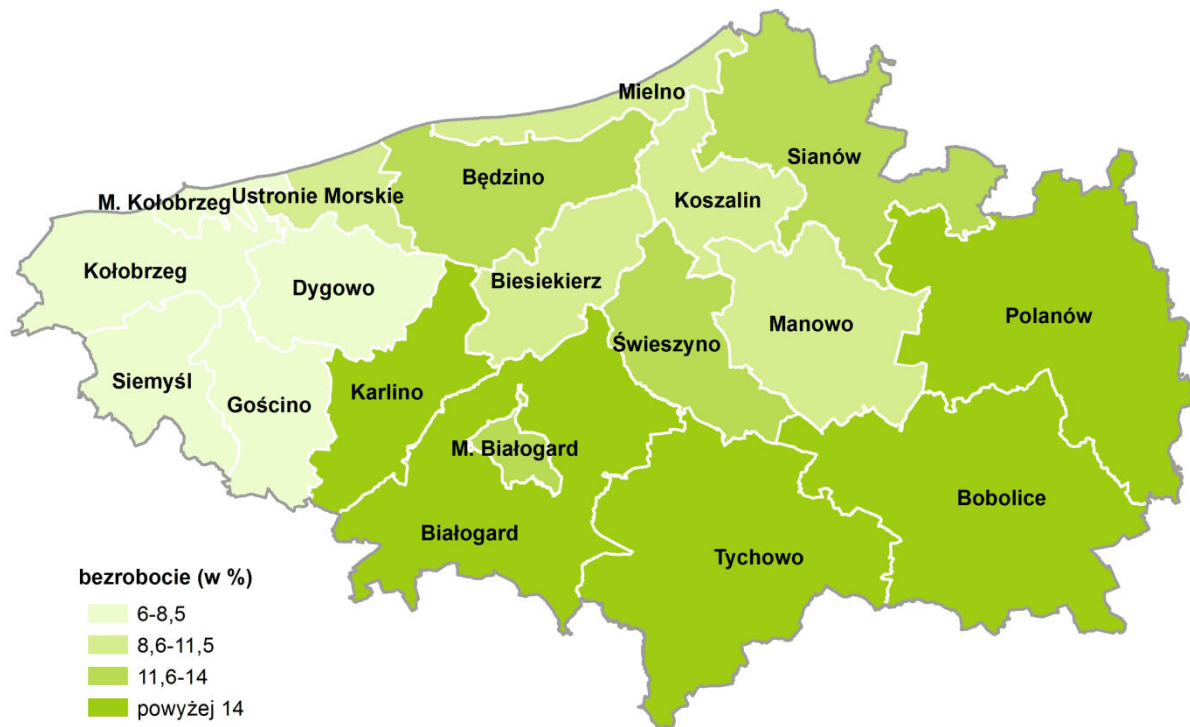 Mielno
Sianów
Będzino
M. Kołobrzeg
Ustronie Morskie
Koszalin
Kołobrzeg
Dygowo
Biesiekierz
Polanów
Manowo
Świeszyno
Siemyśl
Karlino
Gościno
M. Białogard
Bobolice
Białogard
Tychowo
bezrobocie (w %)
6-8,5
8,6-11,5
11,6-14
powyżej 14